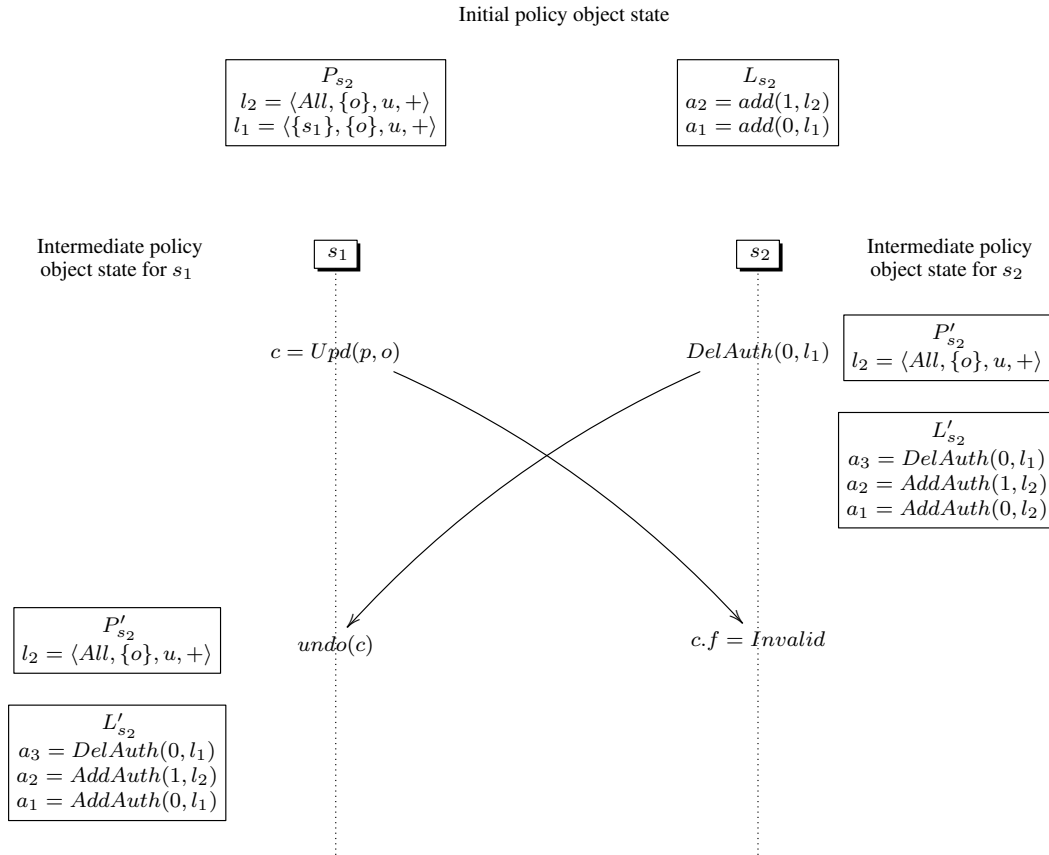 Initial policy object state
P_{s_2}
l_2 = ⟨All, {o}, u, +⟩
l_1 = ⟨{s_1}, {o}, u, +⟩
L_{s_2}
a_2 = add(1, l_2)
a_1 = add(0, l_1)
Intermediate policy
object state for s_1
s_1
s_2
Intermediate policy
object state for s_2
c = Upd(p, o)
DelAuth(0, l_1)
P'_{s_2}
l_2 = ⟨All, {o}, u, +⟩
L'_{s_2}
a_3 = DelAuth(0, l_1)
a_2 = AddAuth(1, l_2)
a_1 = AddAuth(0, l_2)
P'_{s_2}
l_2 = ⟨All, {o}, u, +⟩
undo(c)
c.f = Invalid
L'_{s_2}
a_3 = DelAuth(0, l_1)
a_2 = AddAuth(1, l_2)
a_1 = AddAuth(0, l_1)